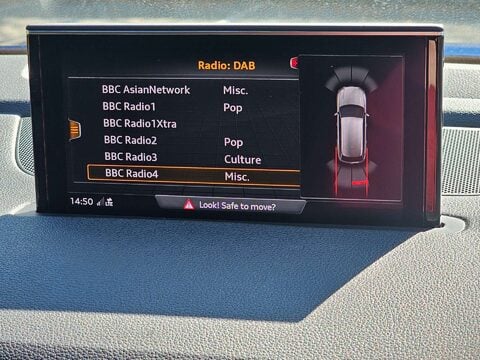 Radio: DAB
BBC AsianNetwork Misc.
BBC Radio1 Pop
BBC Radio1Xtra
BBC Radio2 Pop
BBC Radio3 Culture
BBC Radio4 Misc.
14:50 LTE Look! Safe to move?